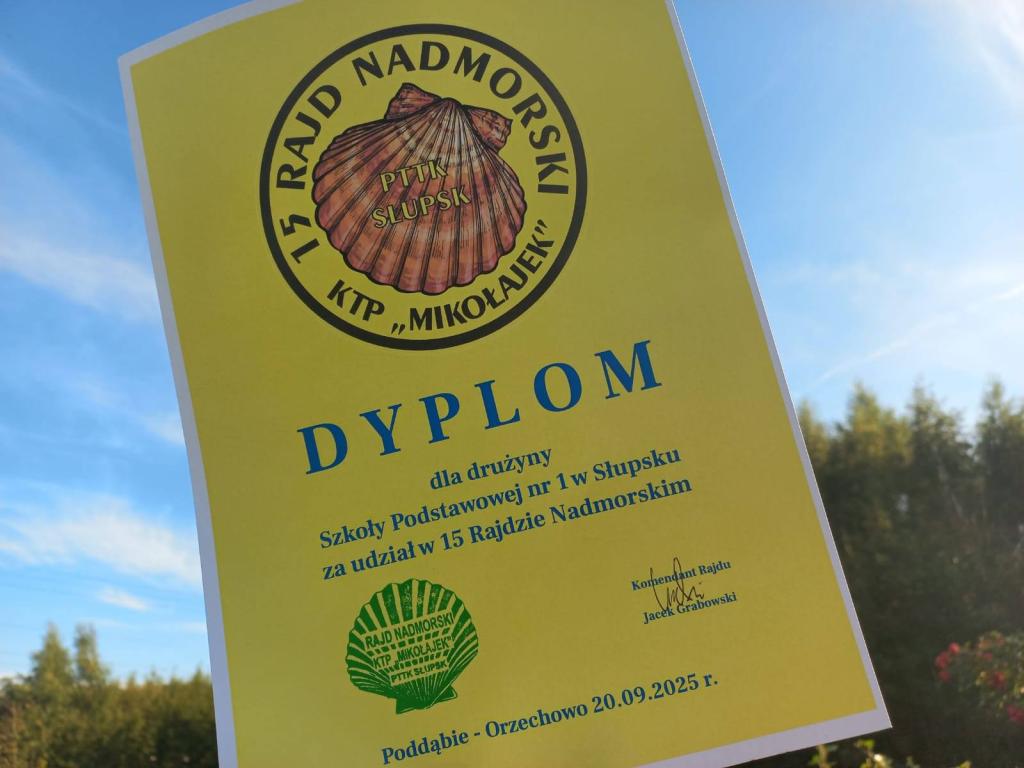 15 RAJD NADMORSKI
PTTK
SŁUPSK
KTP „MIKOŁAJEK”
DYPLOM
dla drużyny
Szkoły Podstawowej nr 1 w Słupsku
za udział w 15 Rajdzie Nadmorskim
Komendant Rajdu
Jacek Grabowski
RAJD NADMORSKI
KTP „MIKOŁAJEK”
PTTK SŁUPSK
Poddąbie - Orzechowo 20.09.2025 r.